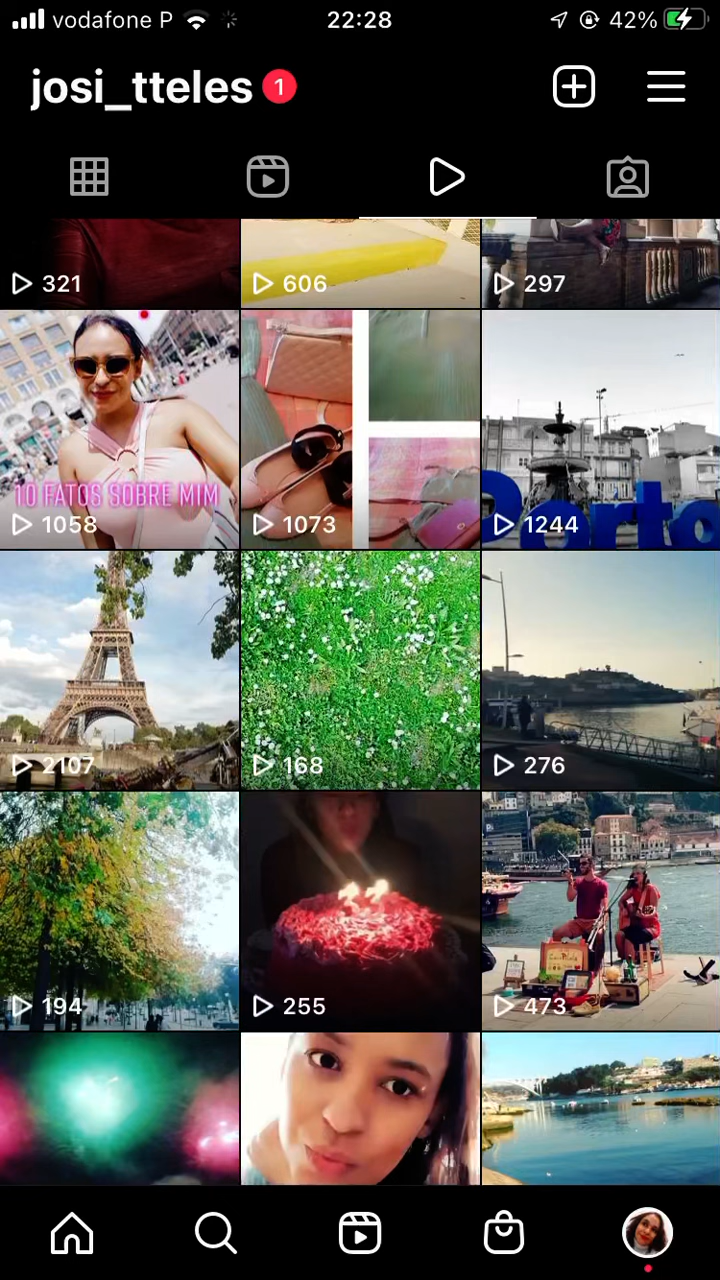 vodafone P 22:28 42%
josi_tteles 1
321 606 297
10 FATOS SOBRE MIM
1058 1073 1244
Porto
2107 168 276
194 255 473